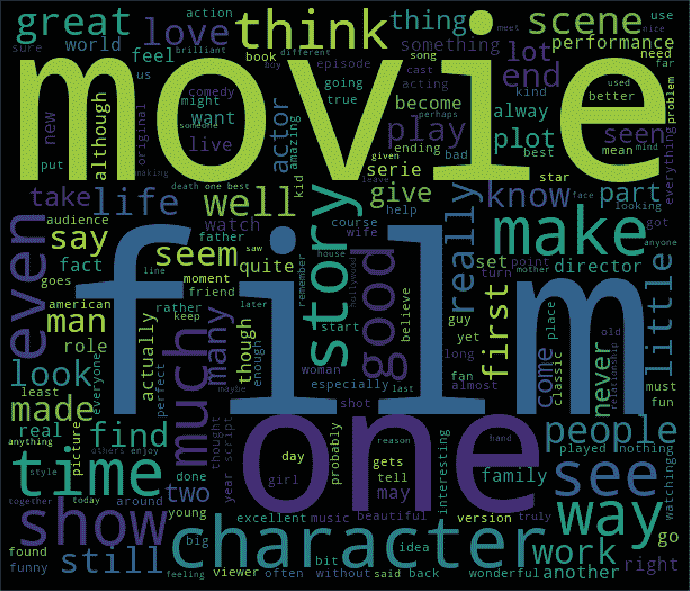 great
action
world
sure
brilliant
love
feel
us
think
book
different
episode
boy
thing
going
true
something
song
cast
acting
meet
kind
lot
scene
performance
use
nice
need
far
used
better
problem
movie
new
put
original
although
making
someone
comedy
might
want
live
kid
actor
amazing
become
play
serie
ending
given
perhaps
bad
best
end
alway
plot
star
seen
mean
mind
everything
take
life
death
one best
well
watch
father
saw
course
help
leave
wife
give
know
part
looking
face
got
anyone
even
audience
say
fact
goes
american
man
role
seem
moment
friend
lime
quite
rather
later
keep
remember
house
hollywood
story
start
good
believe
really
set
turn
point
mother
director
guy
yet
long
fan
almost
first
make
come
place
classic
never
old
relationship
must
fun
little
film
look
least
everyone
made
real
perfect
actually
much
many
though
maybe
enough
woman
especially
last
shot
anything
others
enjoy
picture
find
style
time
together
today
around
done
two
young
year
script
thought
one
day
girl
probably
reason
gets
tell
may
hand
interesting
family
played
nothing
people
see
watching
way
version
truly
show
found
funny
still
big
viewer
feeling
character
excellent
music
beautiful
idea
bit
often
without
said
back
wonderful
work
another
go
right